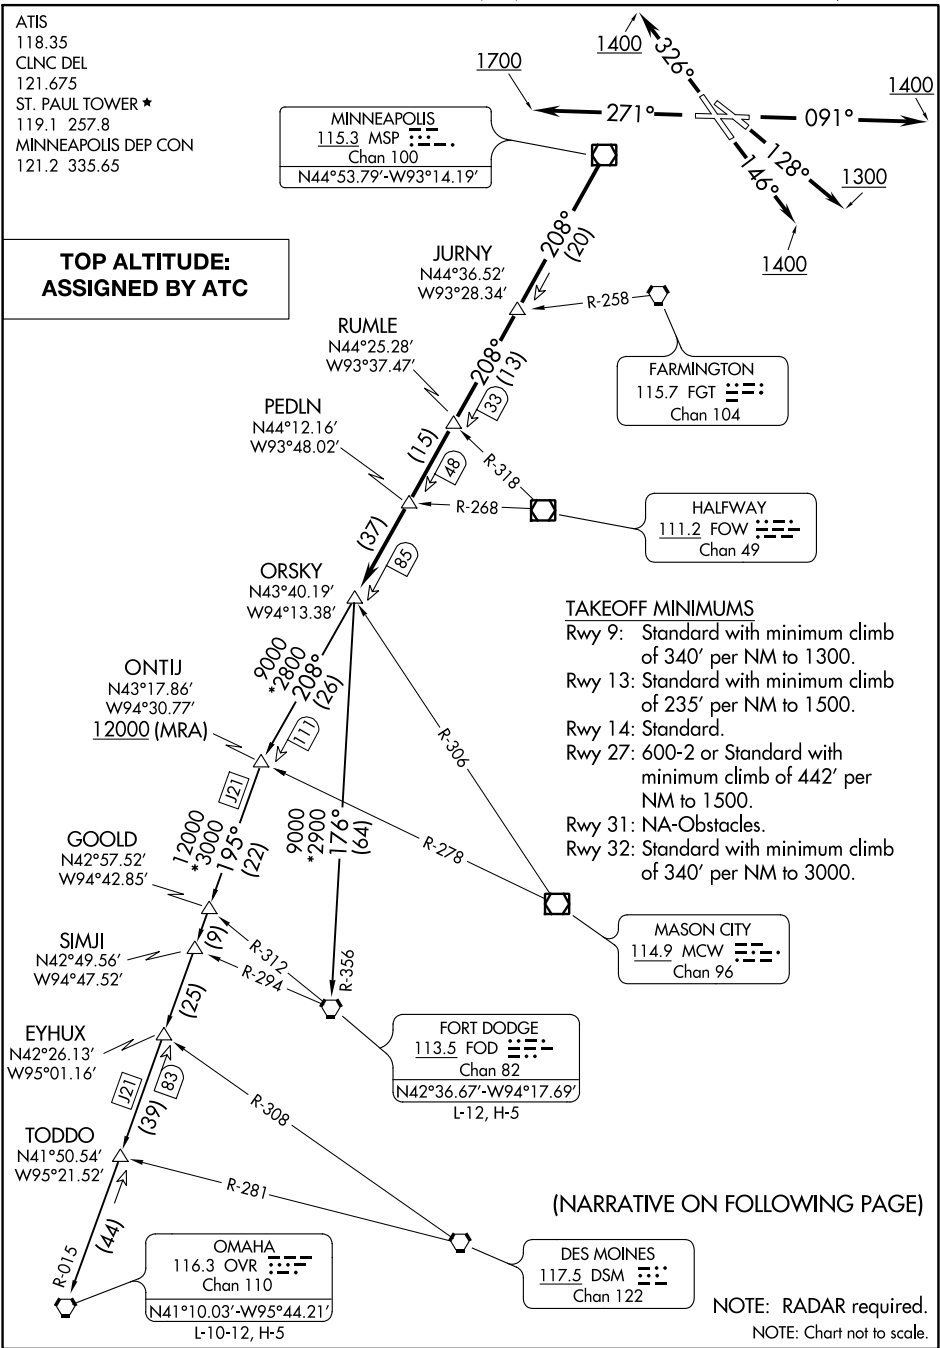 ATIS
118.35
CLNC DEL
121.675
ST. PAUL TOWER ★
119.1 257.8
MINNEAPOLIS DEP CON
121.2 335.65
TOP ALTITUDE:
ASSIGNED BY ATC
MINNEAPOLIS
115.3 MSP
Chan 100
N44°53.79′-W93°14.19′
1700
1400
326°
271°
091°
1400
128°
146°
1300
1400
208°
(20)
JURNY
N44°36.52′
W93°28.34′
R-258
FARMINGTON
115.7 FGT
Chan 104
208°
(13)
RUMLE
N44°25.28′
W93°37.47′
33
(15)
R-318
PEDLN
N44°12.16′
W93°48.02′
48
R-268
HALFWAY
111.2 FOW
Chan 49
(37)
85
ORSKY
N43°40.19′
W94°13.38′
TAKEOFF MINIMUMS
Rwy 9: Standard with minimum climb
of 340′ per NM to 1300.
Rwy 13: Standard with minimum climb
of 235′ per NM to 1500.
Rwy 14: Standard.
Rwy 27: 600-2 or Standard with
minimum climb of 442′ per
NM to 1500.
Rwy 31: NA-Obstacles.
Rwy 32: Standard with minimum climb
of 340′ per NM to 3000.
9000
*2800
208°
(26)
ONTIJ
N43°17.86′
W94°30.77′
12000 (MRA)
111
R-306
J21
12000
*3000
195°
(22)
9000
*2900
176°
(64)
R-278
GOOLD
N42°57.52′
W94°42.85′
MASON CITY
114.9 MCW
Chan 96
SIMJI
N42°49.56′
W94°47.52′
(9)
R-312
R-294
R-356
(25)
FORT DODGE
113.5 FOD
Chan 82
N42°36.67′-W94°17.69′
L-12, H-5
EYHUX
N42°26.13′
W95°01.16′
J21
(39)
83
R-308
TODDO
N41°50.54′
W95°21.52′
R-281
(44)
R-015
(NARRATIVE ON FOLLOWING PAGE)
OMAHA
116.3 OVR
Chan 110
N41°10.03′-W95°44.21′
L-10-12, H-5
DES MOINES
117.5 DSM
Chan 122
NOTE: RADAR required.
NOTE: Chart not to scale.